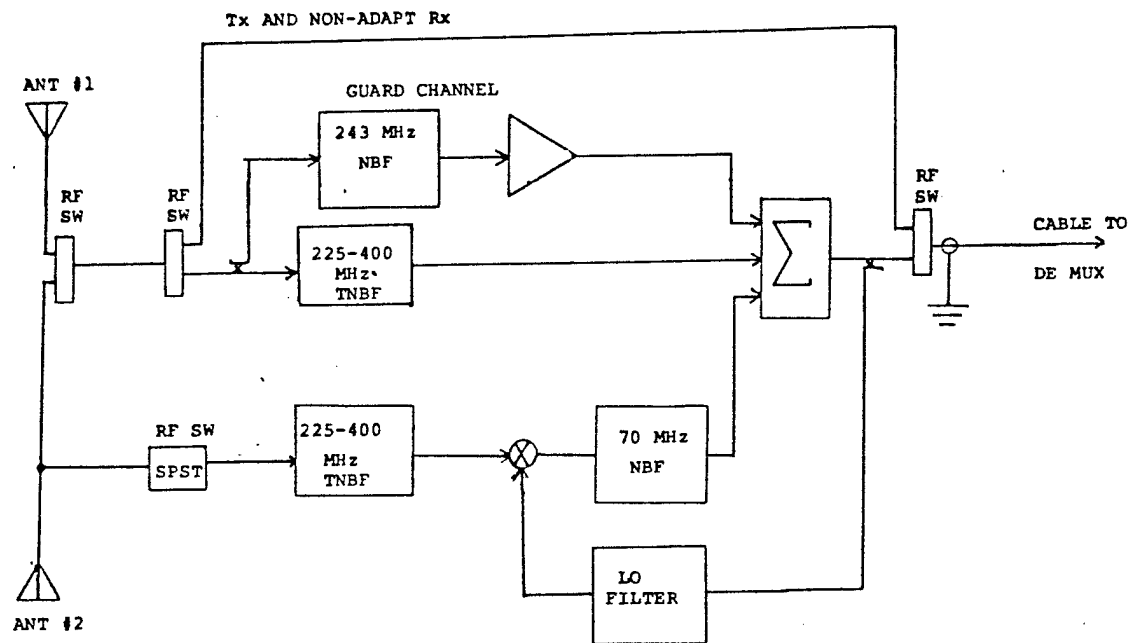 Tx AND NON-ADAPT Rx
ANT #1
GUARD CHANNEL
243 MHz
NBF
RF
SW
RF
SW
RF
SW
Σ
CABLE TO
DE MUX
225-400
MHz
TNBF
RF SW
SPST
225-400
MHz
TNBF
70 MHz
NBF
LO
FILTER
ANT #2